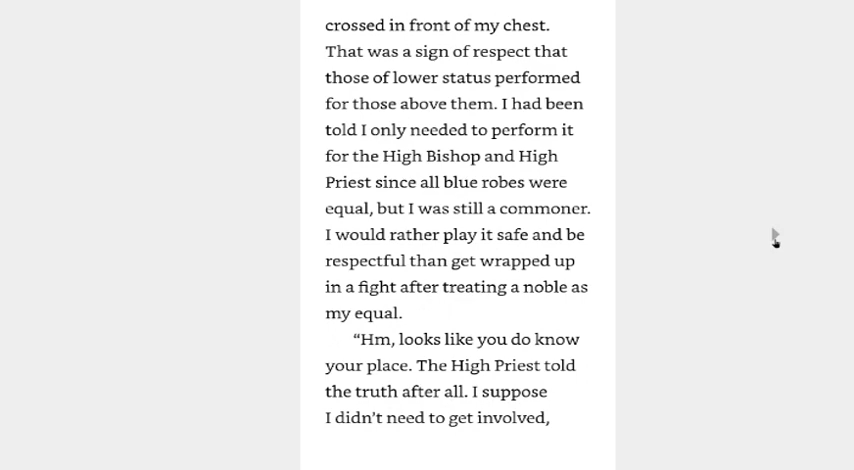 crossed in front of my chest.
That was a sign of respect that
those of lower status performed
for those above them. I had been
told I only needed to perform it
for the High Bishop and High
Priest since all blue robes were
equal, but I was still a commoner.
I would rather play it safe and be
respectful than get wrapped up
in a fight after treating a noble as
my equal.
“Hm, looks like you do know
your place. The High Priest told
the truth after all. I suppose
I didn’t need to get involved,